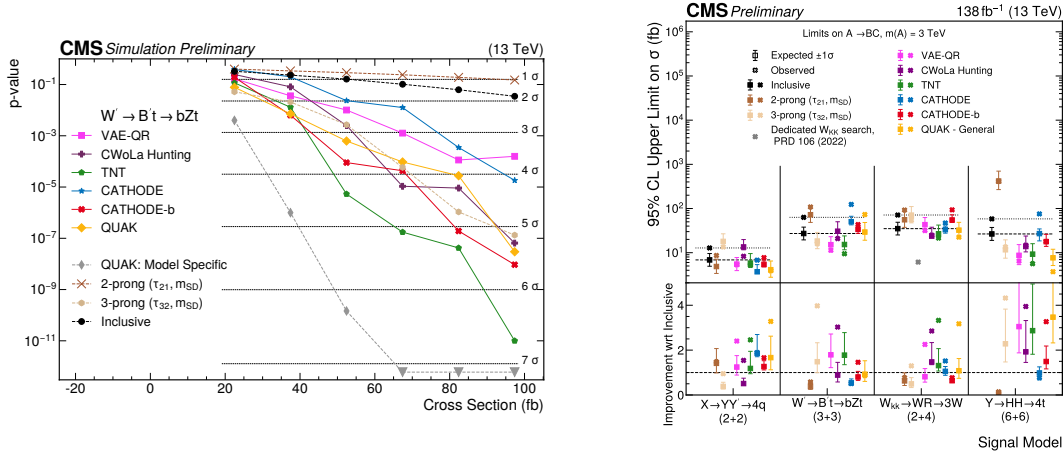 CMS Simulation Preliminary (13 TeV)
p-value
10⁻¹
10⁻³
10⁻⁵
10⁻⁷
10⁻⁹
10⁻¹¹
1 σ
2 σ
3 σ
4 σ
5 σ
6 σ
7 σ
W′ → B′t → bZt
VAE-QR
CWoLa Hunting
TNT
CATHODE
CATHODE-b
QUAK
QUAK: Model Specific
2-prong (τ₂₁, mSD)
3-prong (τ₃₂, mSD)
Inclusive
−20 0 20 40 60 80 100
Cross Section (fb)
CMS Preliminary 138 fb⁻¹ (13 TeV)
95% CL Upper Limit on σ (fb)
10⁶
10⁵
10⁴
10³
10²
10¹
Limits on A →BC, m(A) = 3 TeV
Expected ±1σ
Observed
Inclusive
2-prong (τ₂₁, mSD)
3-prong (τ₃₂, mSD)
Dedicated WKK search,
PRD 106 (2022)
VAE-QR
CWoLa Hunting
TNT
CATHODE
CATHODE-b
QUAK - General
Improvement wrt Inclusive
4
2
0
X→YY′→4q
(2+2)
W′→B′t→bZt
(3+3)
Wkk→WR→3W
(2+4)
Y→HH→4t
(6+6)
Signal Model